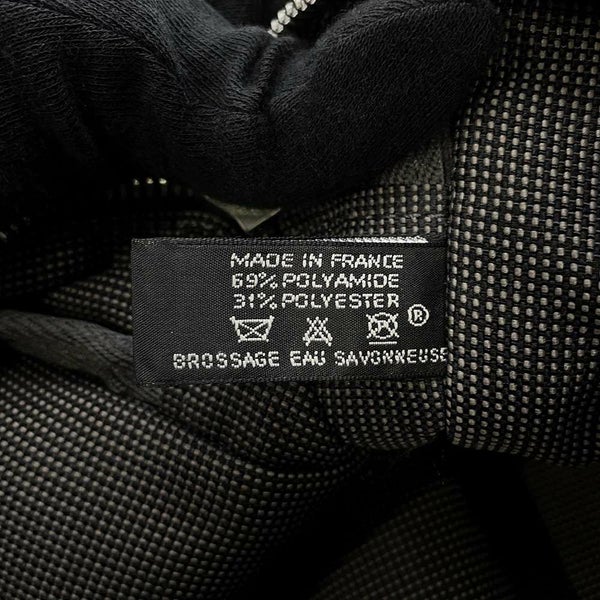 MADE IN FRANCE
69% POLYAMIDE
31% POLYESTER
®
BROSSAGE EAU SAVONNEUSE